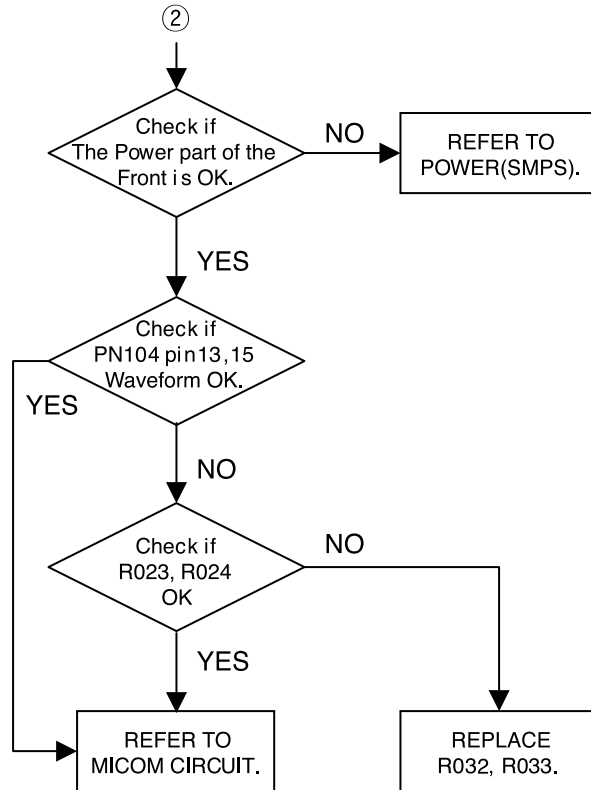 ②
Check if
The Power part of the
Front is OK.
NO
REFER TO
POWER(SMPS).
YES
Check if
PN104 pin13,15
Waveform OK.
YES
NO
Check if
R023, R024
OK
NO
YES
REFER TO
MICOM CIRCUIT.
REPLACE
R032, R033.